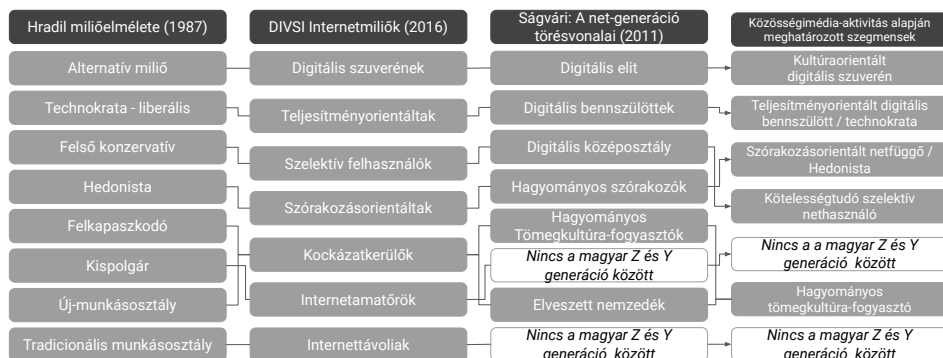 Hradil milióelmélete (1987)
Alternatív milió
Technokrata - liberális
Felső konzervatív
Hedonista
Felkapaszkodó
Kispolgár
Új-munkásosztály
Tradicionális munkásosztály
DIVSI Internetmiliók (2016)
Digitális szuverének
Teljesítményorientáltak
Szelektív felhasználók
Szórakozásorientáltak
Kockázatkerülők
Internetamatőrök
Internettávoliak
Ságvári: A net-generáció
törésvonalai (2011)
Digitális elit
Digitális bennszülöttek
Digitális középosztály
Hagyományos szórakozók
Hagyományos
Tömegkultúra-fogyasztók
Nincs a magyar Z és Y
generáció között
Elveszett nemzedék
Nincs a magyar Z és Y
generáció között
Közösségimédia-aktivitás alapján
meghatározott szegmensek
Kultúraorientált
digitális szuverén
Teljesítményorientált digitális
bennszülött / technokrata
Szórakozásorientált netfüggő /
Hedonista
Kötelességtudó szelektív
nethasználó
Nincs a a magyar Z és Y
generáció között
Hagyományos
tömegkultúra-fogyasztó
Nincs a magyar Z és Y
generáció között